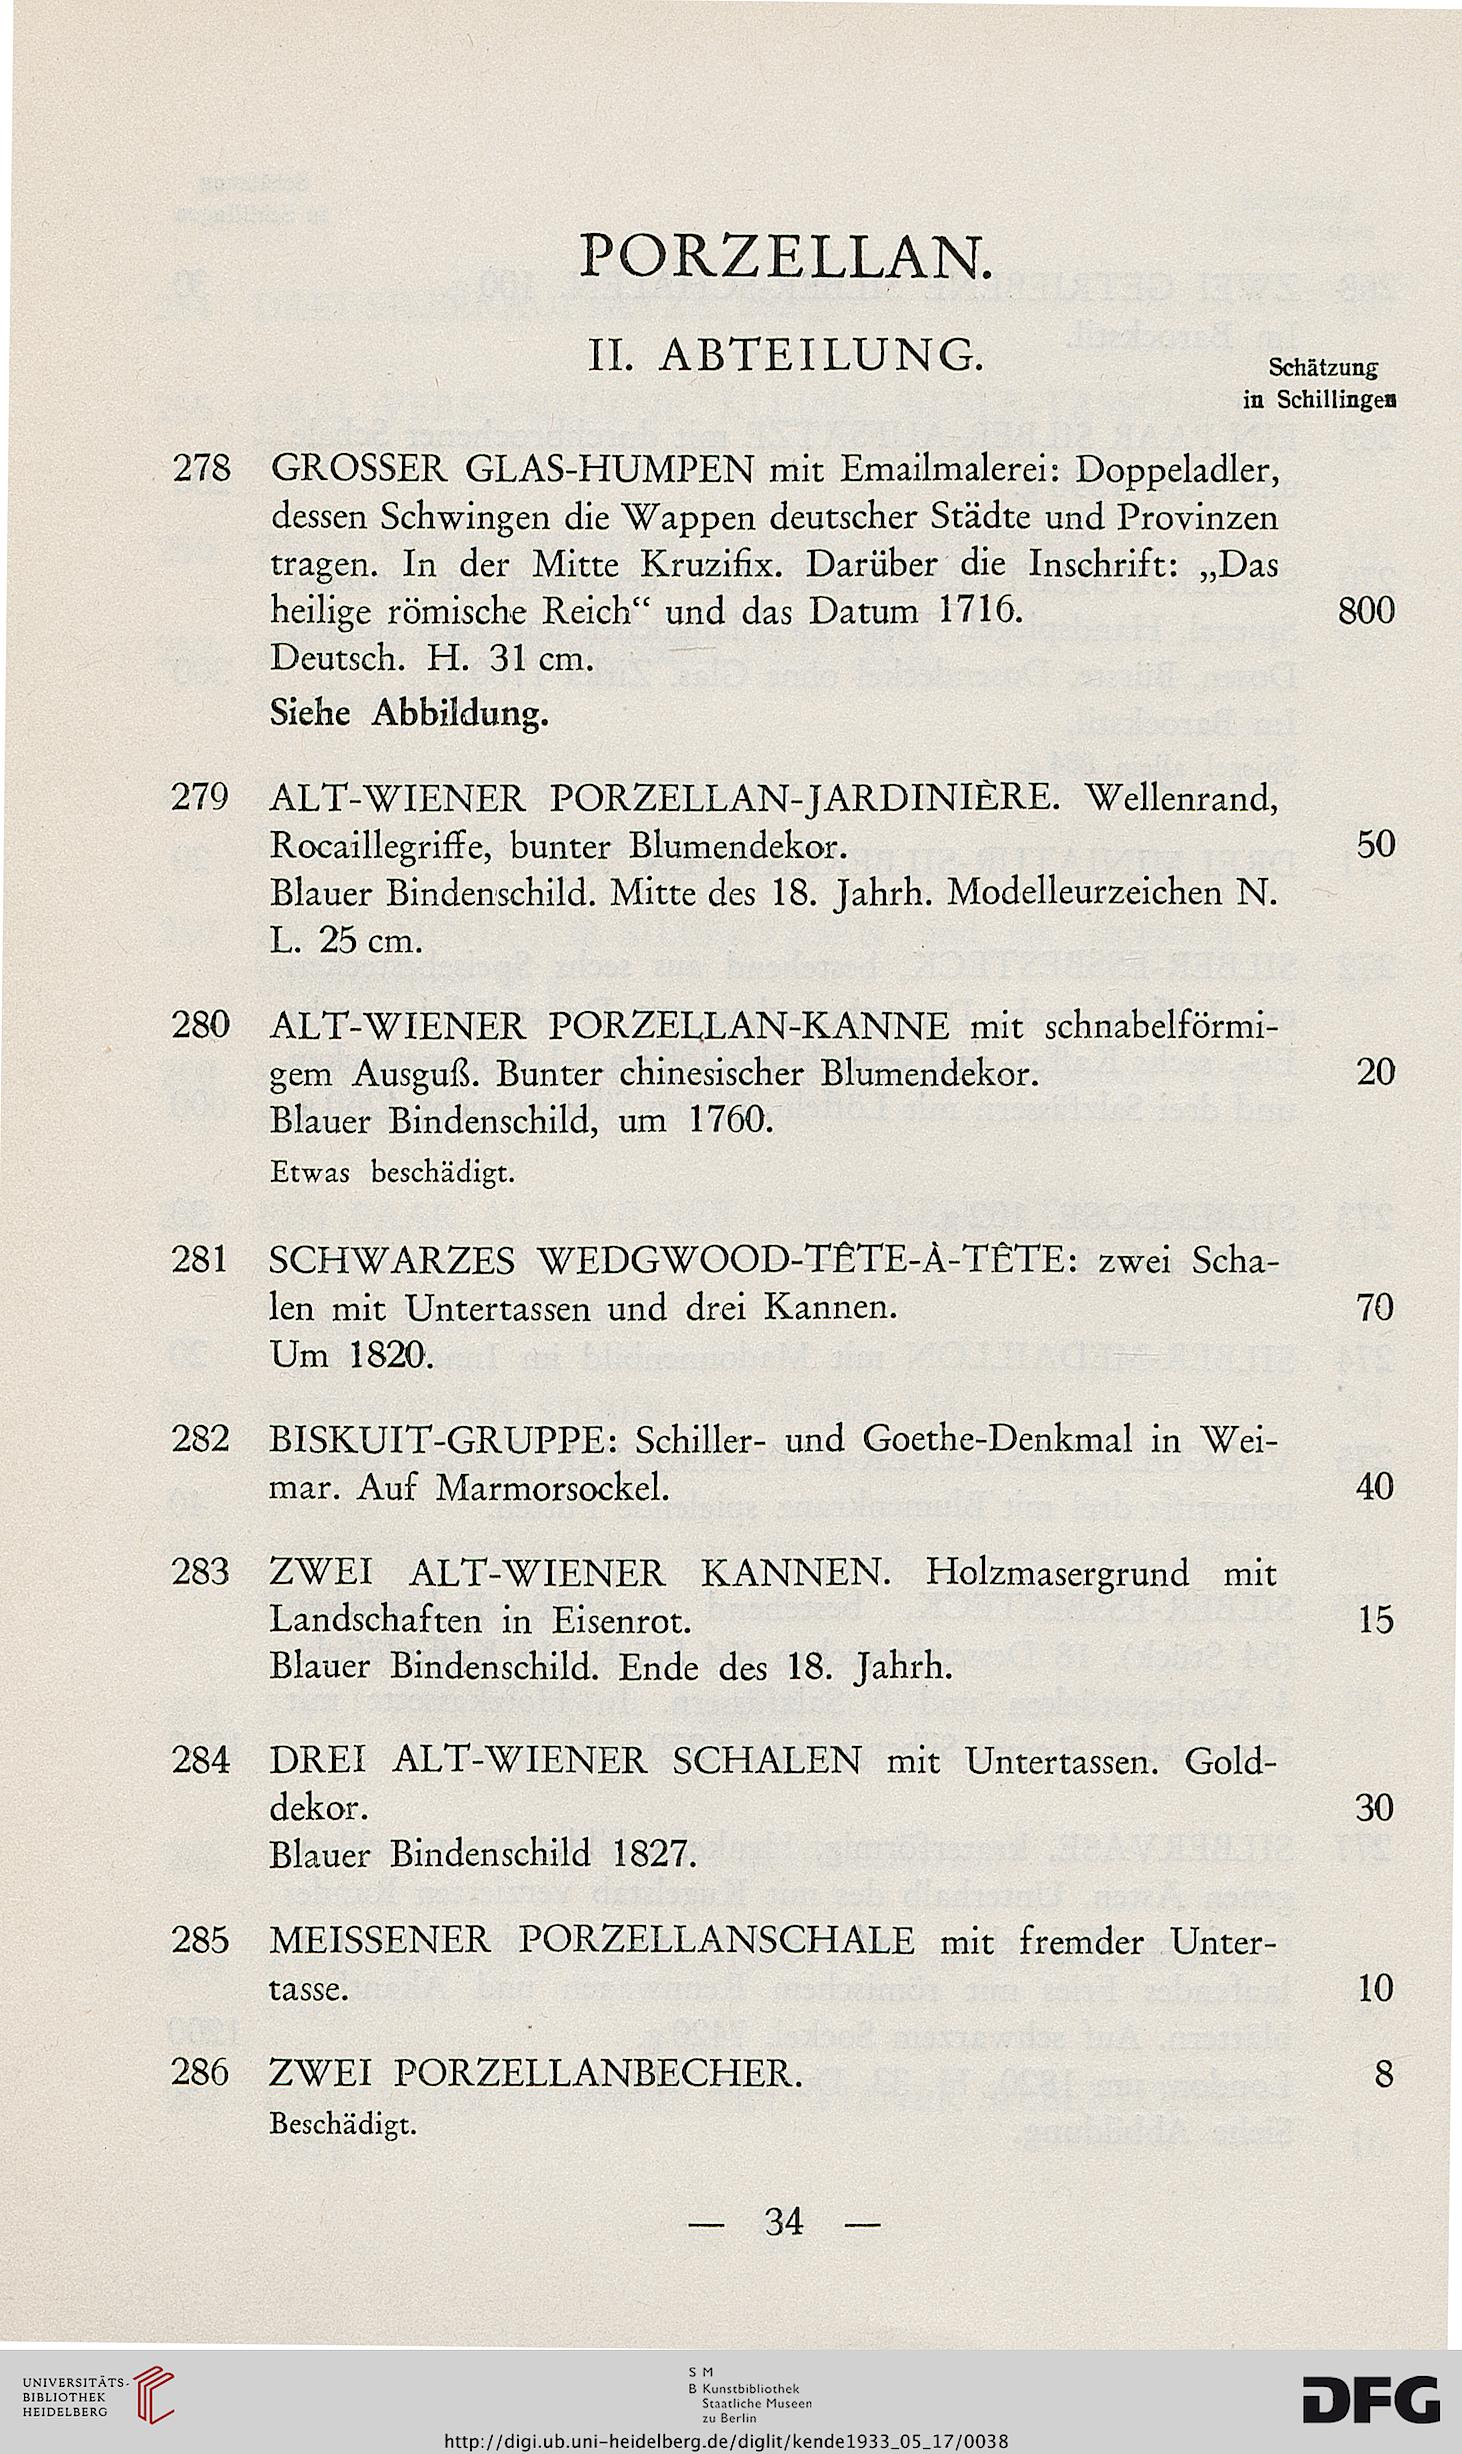 PORZELLAN.
II. ABTEILUNG.
Schätzung
in Schillingen
278 GROSSER GLAS-HUMPEN mit Emailmalerei: Doppeladler,
dessen Schwingen die Wappen deutscher Städte und Provinzen
tragen. In der Mitte Kruzifix. Darüber die Inschrift: „Das
heilige römische Reich“ und das Datum 1716. 800
Deutsch. H. 31 cm.
Siehe Abbildung.
279 ALT-WIENER PORZELLAN-JARDINIÈRE. Wellenrand,
Rocaillegriffe, bunter Blumendekor. 50
Blauer Bindenschild. Mitte des 18. Jahrh. Modelleurzeichen N.
L. 25 cm.
280 ALT-WIENER PORZELLAN-KANNE mit schnabelförmi-
gem Ausguß. Bunter chinesischer Blumendekor. 20
Blauer Bindenschild, um 1760.
Etwas beschädigt.
281 SCHWARZES WEDGWOOD-TÊTE-À-TÊTE: zwei Scha-
len mit Untertassen und drei Kannen. 70
Um 1820.
282 BISKUIT-GRUPPE: Schiller- und Goethe-Denkmal in Wei-
mar. Auf Marmorsockel. 40
283 ZWEI ALT-WIENER KANNEN. Holzmasergrund mit
Landschaften in Eisenrot. 15
Blauer Bindenschild. Ende des 18. Jahrh.
284 DREI ALT-WIENER SCHALEN mit Untertassen. Gold-
dekor. 30
Blauer Bindenschild 1827.
285 MEISSENER PORZELLANSCHALE mit fremder Unter-
tasse. 10
286 ZWEI PORZELLANBECHER. 8
Beschädigt.
— 34 —
UNIVERSITÄTS-
BIBLIOTHEK
HEIDELBERG
S M
B Kunstbibliothek
Staatliche Museen
zu Berlin
DFG
http://digi.ub.uni-heidelberg.de/diglit/kende1933_05_17/0038